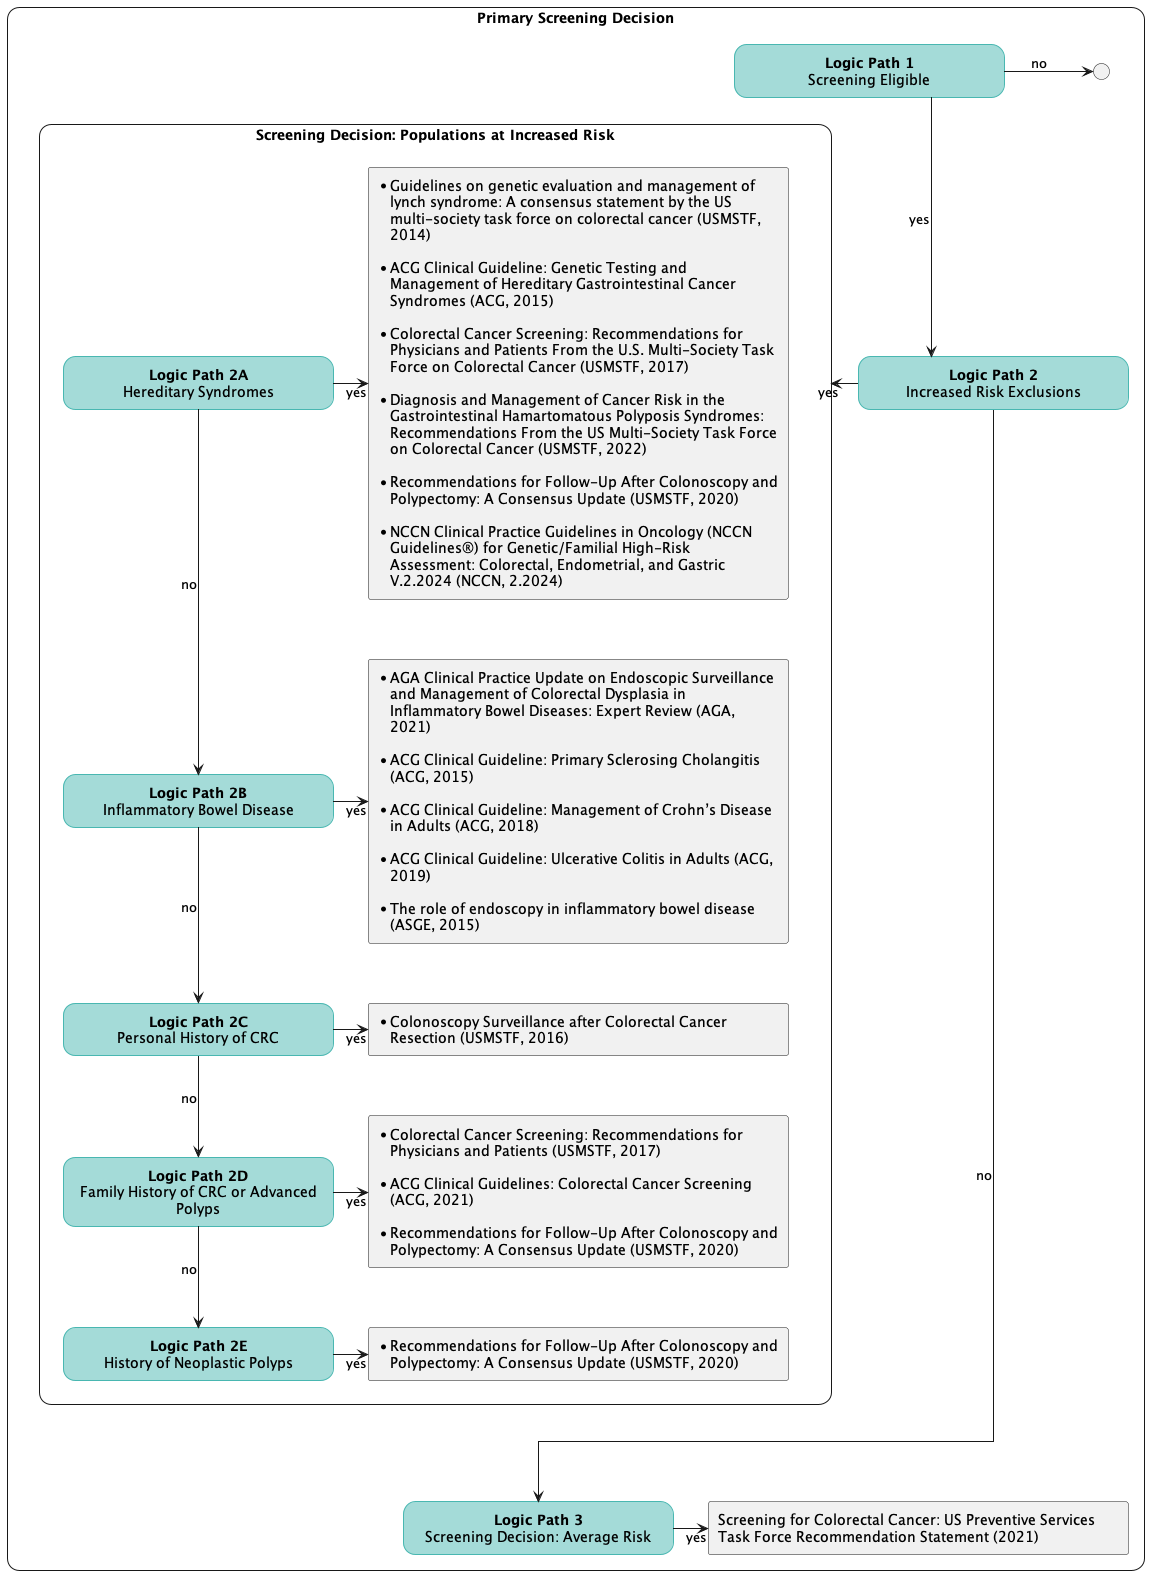 Primary Screening Decision
Logic Path 1
Screening Eligible
no
yes
Screening Decision: Populations at Increased Risk
Logic Path 2
Increased Risk Exclusions
yes
no
Logic Path 2A
Hereditary Syndromes
yes
• Guidelines on genetic evaluation and management of
lynch syndrome: A consensus statement by the US
multi-society task force on colorectal cancer (USMSTF,
2014)
• ACG Clinical Guideline: Genetic Testing and
Management of Hereditary Gastrointestinal Cancer
Syndromes (ACG, 2015)
• Colorectal Cancer Screening: Recommendations for
Physicians and Patients From the U.S. Multi-Society Task
Force on Colorectal Cancer (USMSTF, 2017)
• Diagnosis and Management of Cancer Risk in the
Gastrointestinal Hamartomatous Polyposis Syndromes:
Recommendations From the US Multi-Society Task Force
on Colorectal Cancer (USMSTF, 2022)
• Recommendations for Follow-Up After Colonoscopy and
Polypectomy: A Consensus Update (USMSTF, 2020)
• NCCN Clinical Practice Guidelines in Oncology (NCCN
Guidelines®) for Genetic/Familial High-Risk
Assessment: Colorectal, Endometrial, and Gastric
V.2.2024 (NCCN, 2.2024)
no
Logic Path 2B
Inflammatory Bowel Disease
yes
• AGA Clinical Practice Update on Endoscopic Surveillance
and Management of Colorectal Dysplasia in
Inflammatory Bowel Diseases: Expert Review (AGA,
2021)
• ACG Clinical Guideline: Primary Sclerosing Cholangitis
(ACG, 2015)
• ACG Clinical Guideline: Management of Crohn’s Disease
in Adults (ACG, 2018)
• ACG Clinical Guideline: Ulcerative Colitis in Adults (ACG,
2019)
• The role of endoscopy in inflammatory bowel disease
(ASGE, 2015)
no
Logic Path 2C
Personal History of CRC
yes
• Colonoscopy Surveillance after Colorectal Cancer
Resection (USMSTF, 2016)
no
Logic Path 2D
Family History of CRC or Advanced
Polyps
yes
• Colorectal Cancer Screening: Recommendations for
Physicians and Patients (USMSTF, 2017)
• ACG Clinical Guidelines: Colorectal Cancer Screening
(ACG, 2021)
• Recommendations for Follow-Up After Colonoscopy and
Polypectomy: A Consensus Update (USMSTF, 2020)
no
Logic Path 2E
History of Neoplastic Polyps
yes
• Recommendations for Follow-Up After Colonoscopy and
Polypectomy: A Consensus Update (USMSTF, 2020)
Logic Path 3
Screening Decision: Average Risk
yes
Screening for Colorectal Cancer: US Preventive Services
Task Force Recommendation Statement (2021)